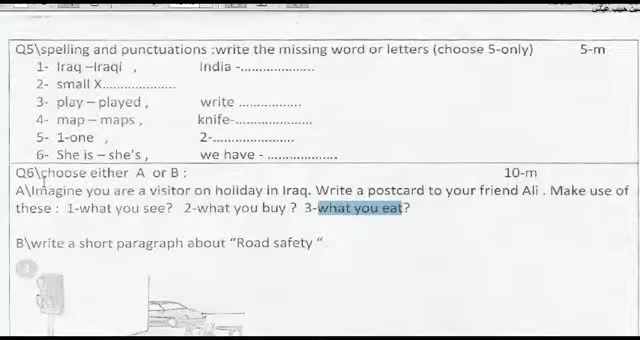 Q5\spelling and punctuations :write the missing word or letters (choose 5-only) 5-m
1- Iraq –Iraqi , India -....................
2- small X....................
3- play – played , write .................
4- map – maps , knife-.....................
5- 1-one , 2-......................
6- She is – she's , we have - ...................
Q6\choose either A or B : 10-m
A\Imagine you are a visitor on holiday in Iraq. Write a postcard to your friend Ali . Make use of
these : 1-what you see? 2-what you buy ? 3-what you eat?
B\write a short paragraph about "Road safety "